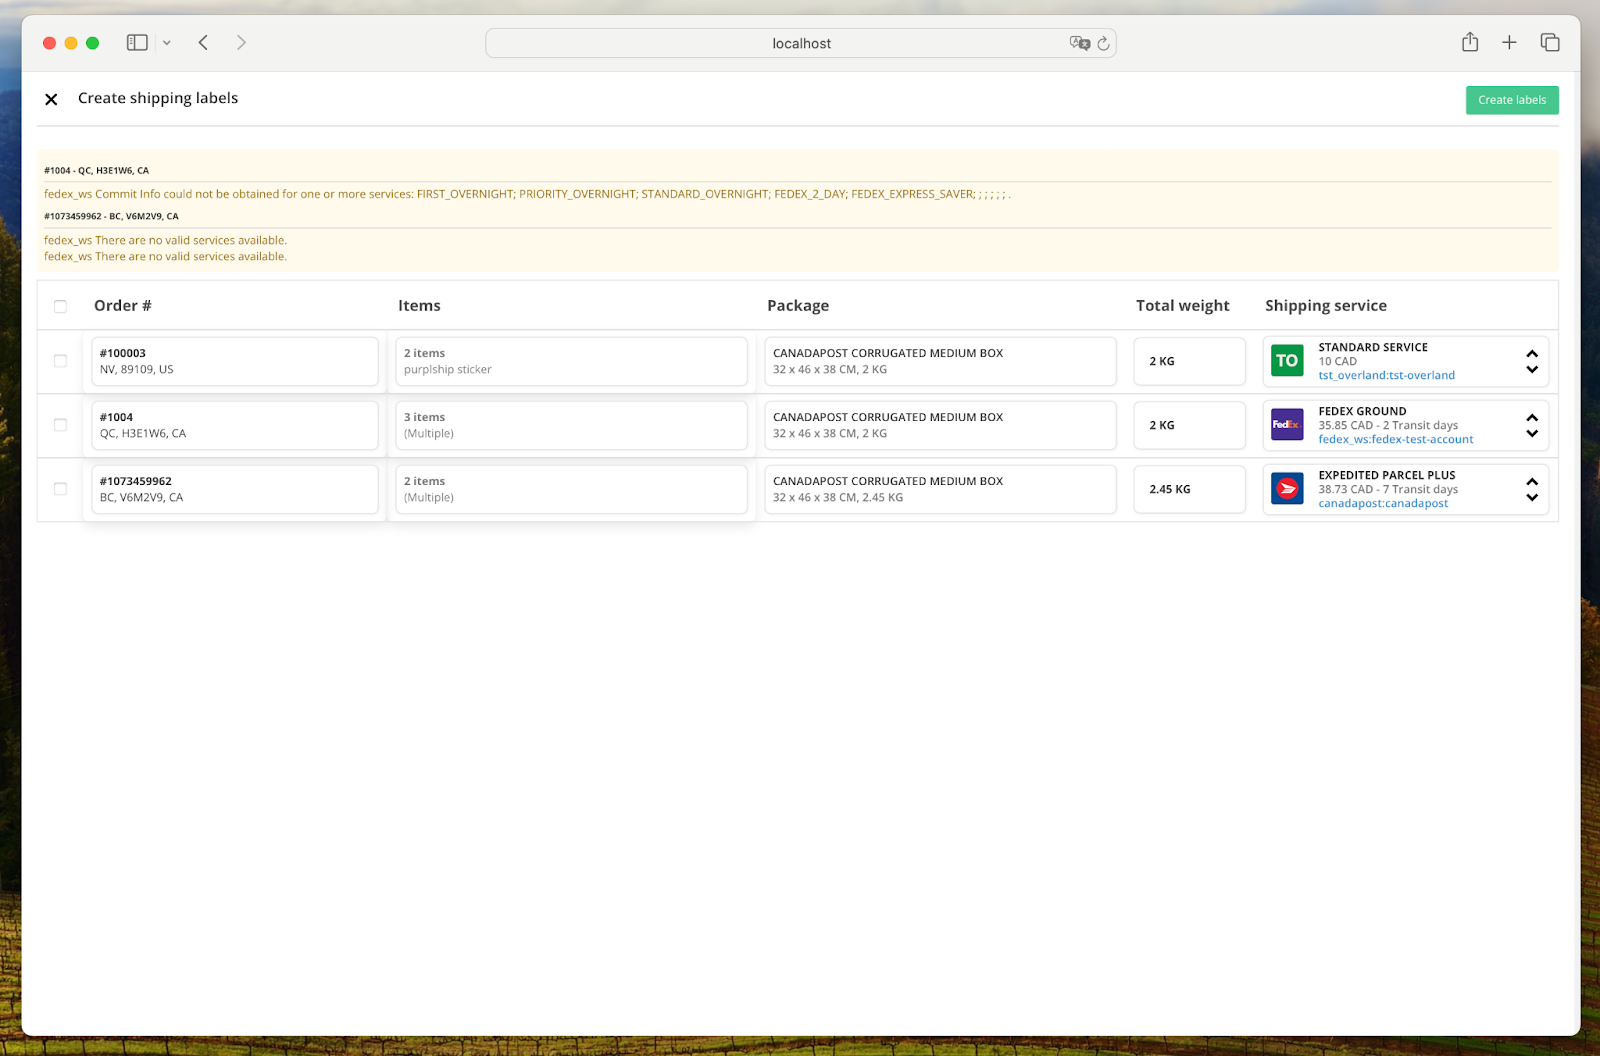 localhost
Create shipping labels
Create labels
#1004 - QC, H3E1W6, CA
fedex_ws Commit Info could not be obtained for one or more services: FIRST_OVERNIGHT; PRIORITY_OVERNIGHT; STANDARD_OVERNIGHT; FEDEX_2_DAY; FEDEX_EXPRESS_SAVER; ; ; ; ; ; .
#1073459962 - BC, V6M2V9, CA
fedex_ws There are no valid services available.
fedex_ws There are no valid services available.
Order # Items Package Total weight Shipping service
#100003
NV, 89109, US
2 items
purplship sticker
CANADAPOST CORRUGATED MEDIUM BOX
32 x 46 x 38 CM, 2 KG
2 KG
TO
STANDARD SERVICE
10 CAD
tst_overland:tst-overland
#1004
QC, H3E1W6, CA
3 items
(Multiple)
CANADAPOST CORRUGATED MEDIUM BOX
32 x 46 x 38 CM, 2 KG
2 KG
FedEx
FEDEX GROUND
35.85 CAD - 2 Transit days
fedex_ws:fedex-test-account
#1073459962
BC, V6M2V9, CA
2 items
(Multiple)
CANADAPOST CORRUGATED MEDIUM BOX
32 x 46 x 38 CM, 2.45 KG
2.45 KG
EXPEDITED PARCEL PLUS
38.73 CAD - 7 Transit days
canadapost:canadapost